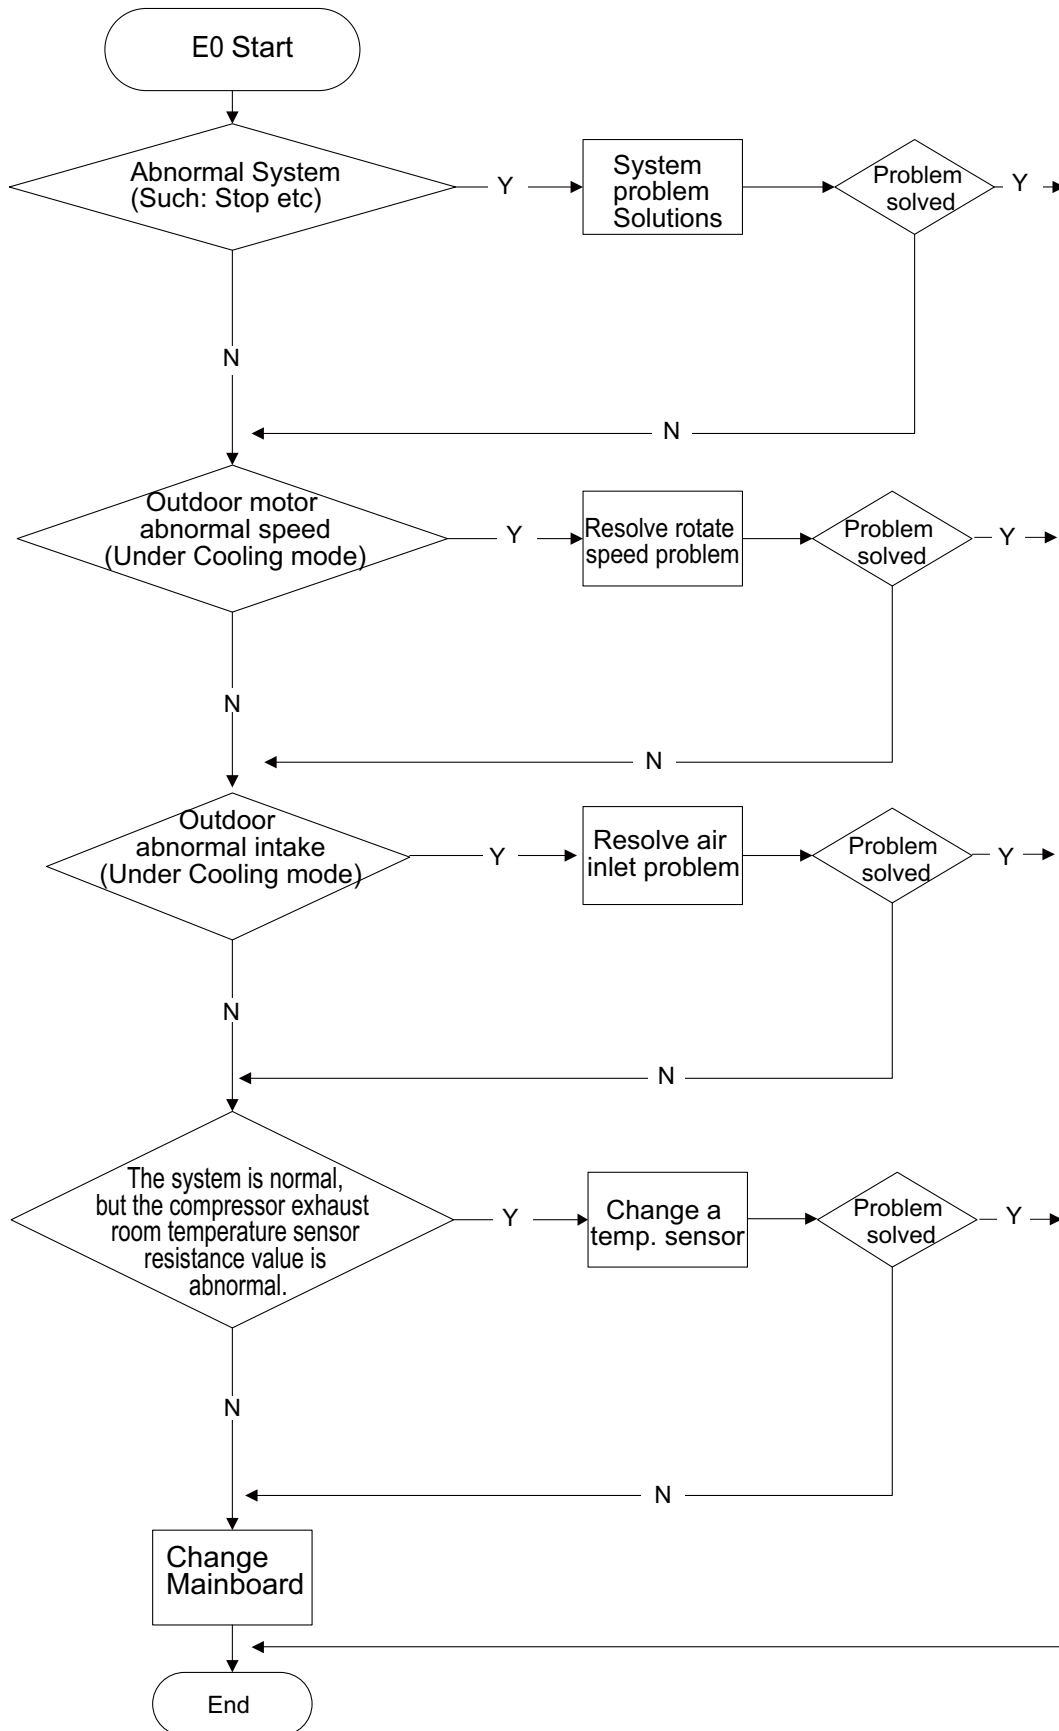 E0 Start
Abnormal System
(Such: Stop etc)
Y
System
problem
Solutions
Problem
solved
Y
N
N
Outdoor motor
abnormal speed
(Under Cooling mode)
Y
Resolve rotate
speed problem
Problem
solved
Y
N
N
Outdoor
abnormal intake
(Under Cooling mode)
Y
Resolve air
inlet problem
Problem
solved
Y
N
N
The system is normal,
but the compressor exhaust
room temperature sensor
resistance value is
abnormal.
Y
Change a
temp. sensor
Problem
solved
Y
N
N
Change
Mainboard
End